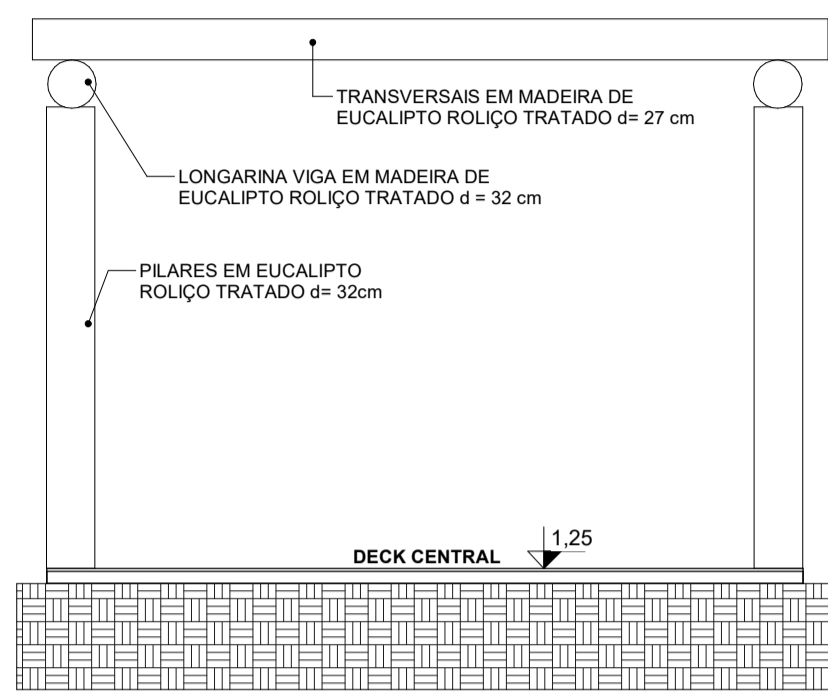 TRANSVERSAIS EM MADEIRA DE
EUCALIPTO ROLIÇO TRATADO d= 27 cm
LONGARINA VIGA EM MADEIRA DE
EUCALIPTO ROLIÇO TRATADO d = 32 cm
PILARES EM EUCALIPTO
ROLIÇO TRATADO d= 32cm
1,25
DECK CENTRAL